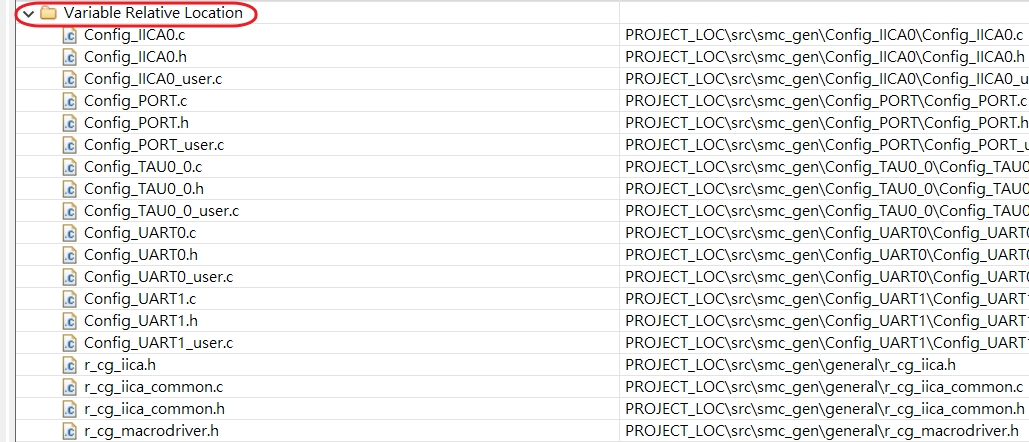 Variable Relative Location
Config_IICA0.c PROJECT_LOC\src\smc_gen\Config_IICA0\Config_IICA0.c
Config_IICA0.h PROJECT_LOC\src\smc_gen\Config_IICA0\Config_IICA0.h
Config_IICA0_user.c PROJECT_LOC\src\smc_gen\Config_IICA0\Config_IICA0_u
Config_PORT.c PROJECT_LOC\src\smc_gen\Config_PORT\Config_PORT.c
Config_PORT.h PROJECT_LOC\src\smc_gen\Config_PORT\Config_PORT.h
Config_PORT_user.c PROJECT_LOC\src\smc_gen\Config_PORT\Config_PORT_u
Config_TAU0_0.c PROJECT_LOC\src\smc_gen\Config_TAU0_0\Config_TAU0
Config_TAU0_0.h PROJECT_LOC\src\smc_gen\Config_TAU0_0\Config_TAU0
Config_TAU0_0_user.c PROJECT_LOC\src\smc_gen\Config_TAU0_0\Config_TAU0
Config_UART0.c PROJECT_LOC\src\smc_gen\Config_UART0\Config_UART0
Config_UART0.h PROJECT_LOC\src\smc_gen\Config_UART0\Config_UART0
Config_UART0_user.c PROJECT_LOC\src\smc_gen\Config_UART0\Config_UART0
Config_UART1.c PROJECT_LOC\src\smc_gen\Config_UART1\Config_UART1
Config_UART1.h PROJECT_LOC\src\smc_gen\Config_UART1\Config_UART1
Config_UART1_user.c PROJECT_LOC\src\smc_gen\Config_UART1\Config_UART1
r_cg_iica.h PROJECT_LOC\src\smc_gen\general\r_cg_iica.h
r_cg_iica_common.c PROJECT_LOC\src\smc_gen\general\r_cg_iica_common.c
r_cg_iica_common.h PROJECT_LOC\src\smc_gen\general\r_cg_iica_common.h
r_cg_macrodriver.h PROJECT_LOC\src\smc_gen\general\r_cg_macrodriver.h